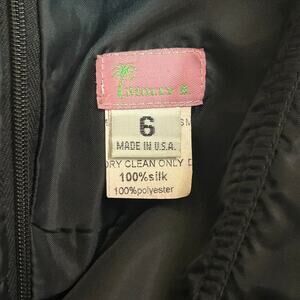 6
MADE IN U.S.A.
DRY CLEAN ONLY D
100%silk
100%polyester